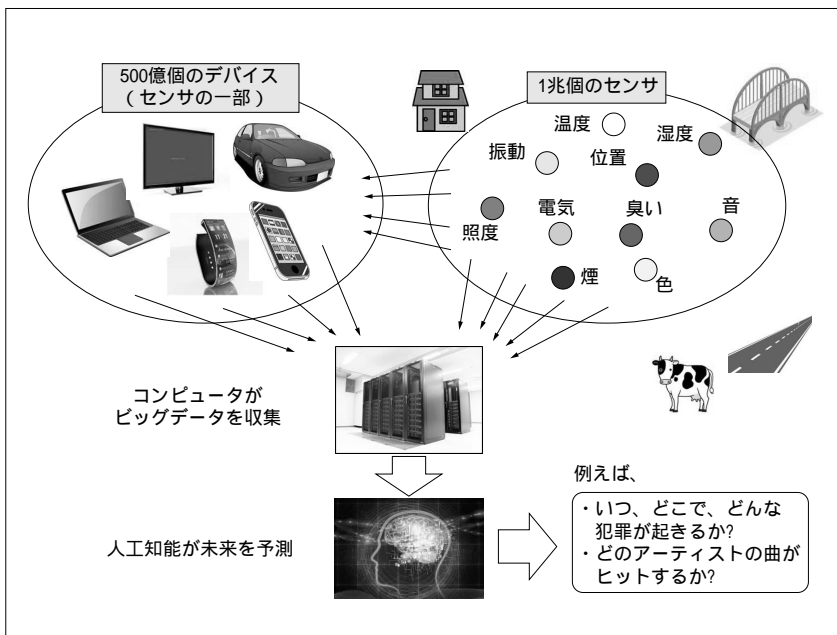 500億個のデバイス
（センサの一部）
1兆個のセンサ
温度
湿度
振動
位置
照度
電気
臭い
音
煙
色
コンピュータが
ビッグデータを収集
人工知能が未来を予測
例えば、
・いつ、どこで、どんな
犯罪が起きるか?
・どのアーティストの曲が
ヒットするか?